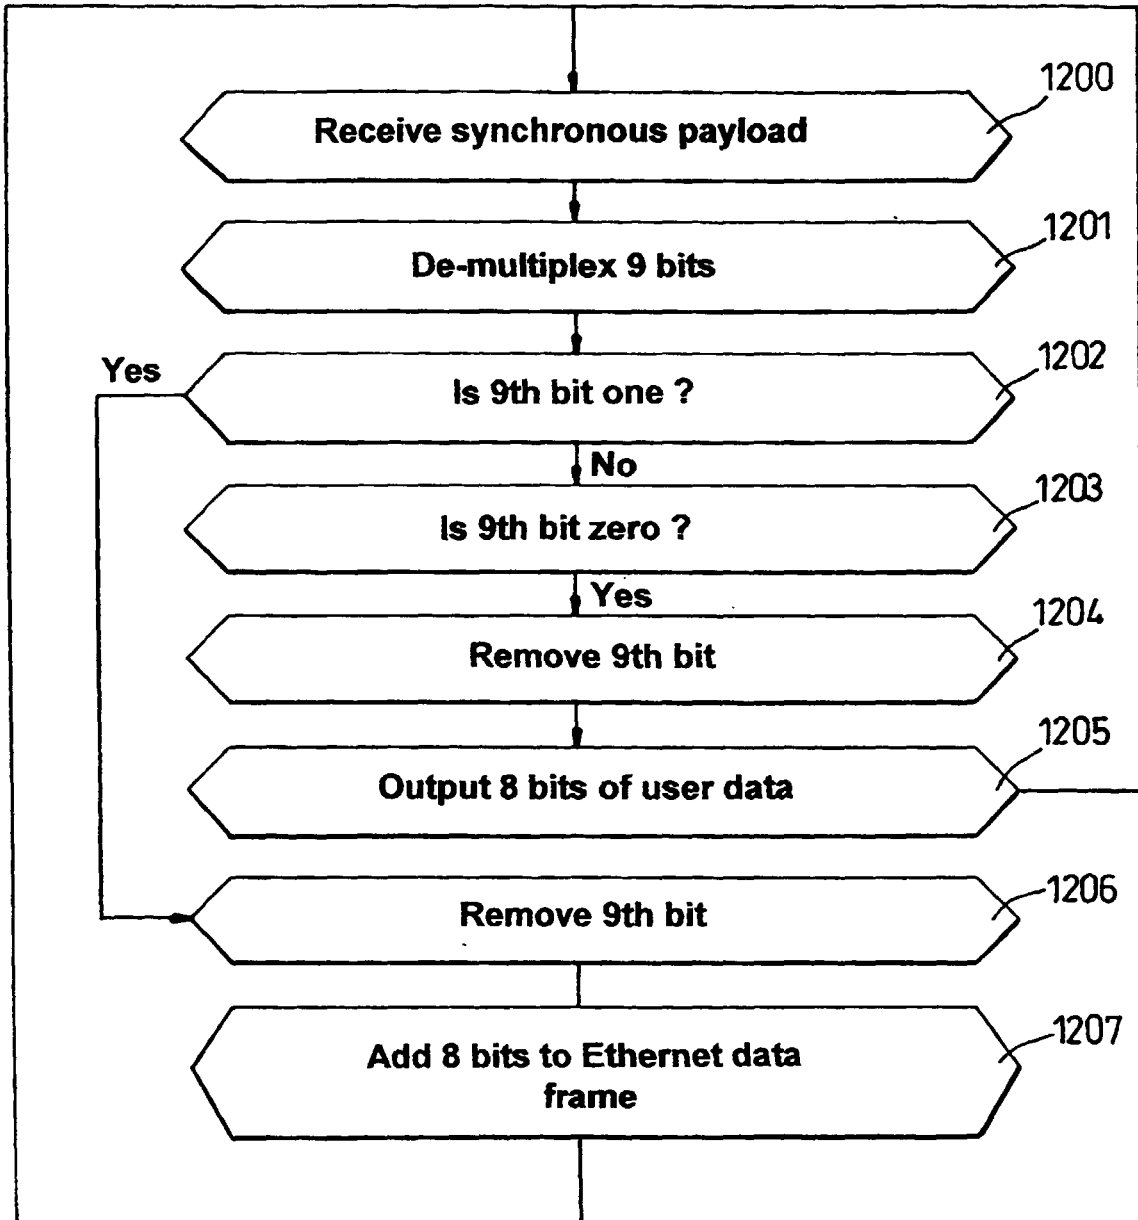 1200
Receive synchronous payload
1201
De-multiplex 9 bits
1202
Yes
Is 9th bit one ?
No
1203
Is 9th bit zero ?
Yes
1204
Remove 9th bit
1205
Output 8 bits of user data
1206
Remove 9th bit
1207
Add 8 bits to Ethernet data
frame